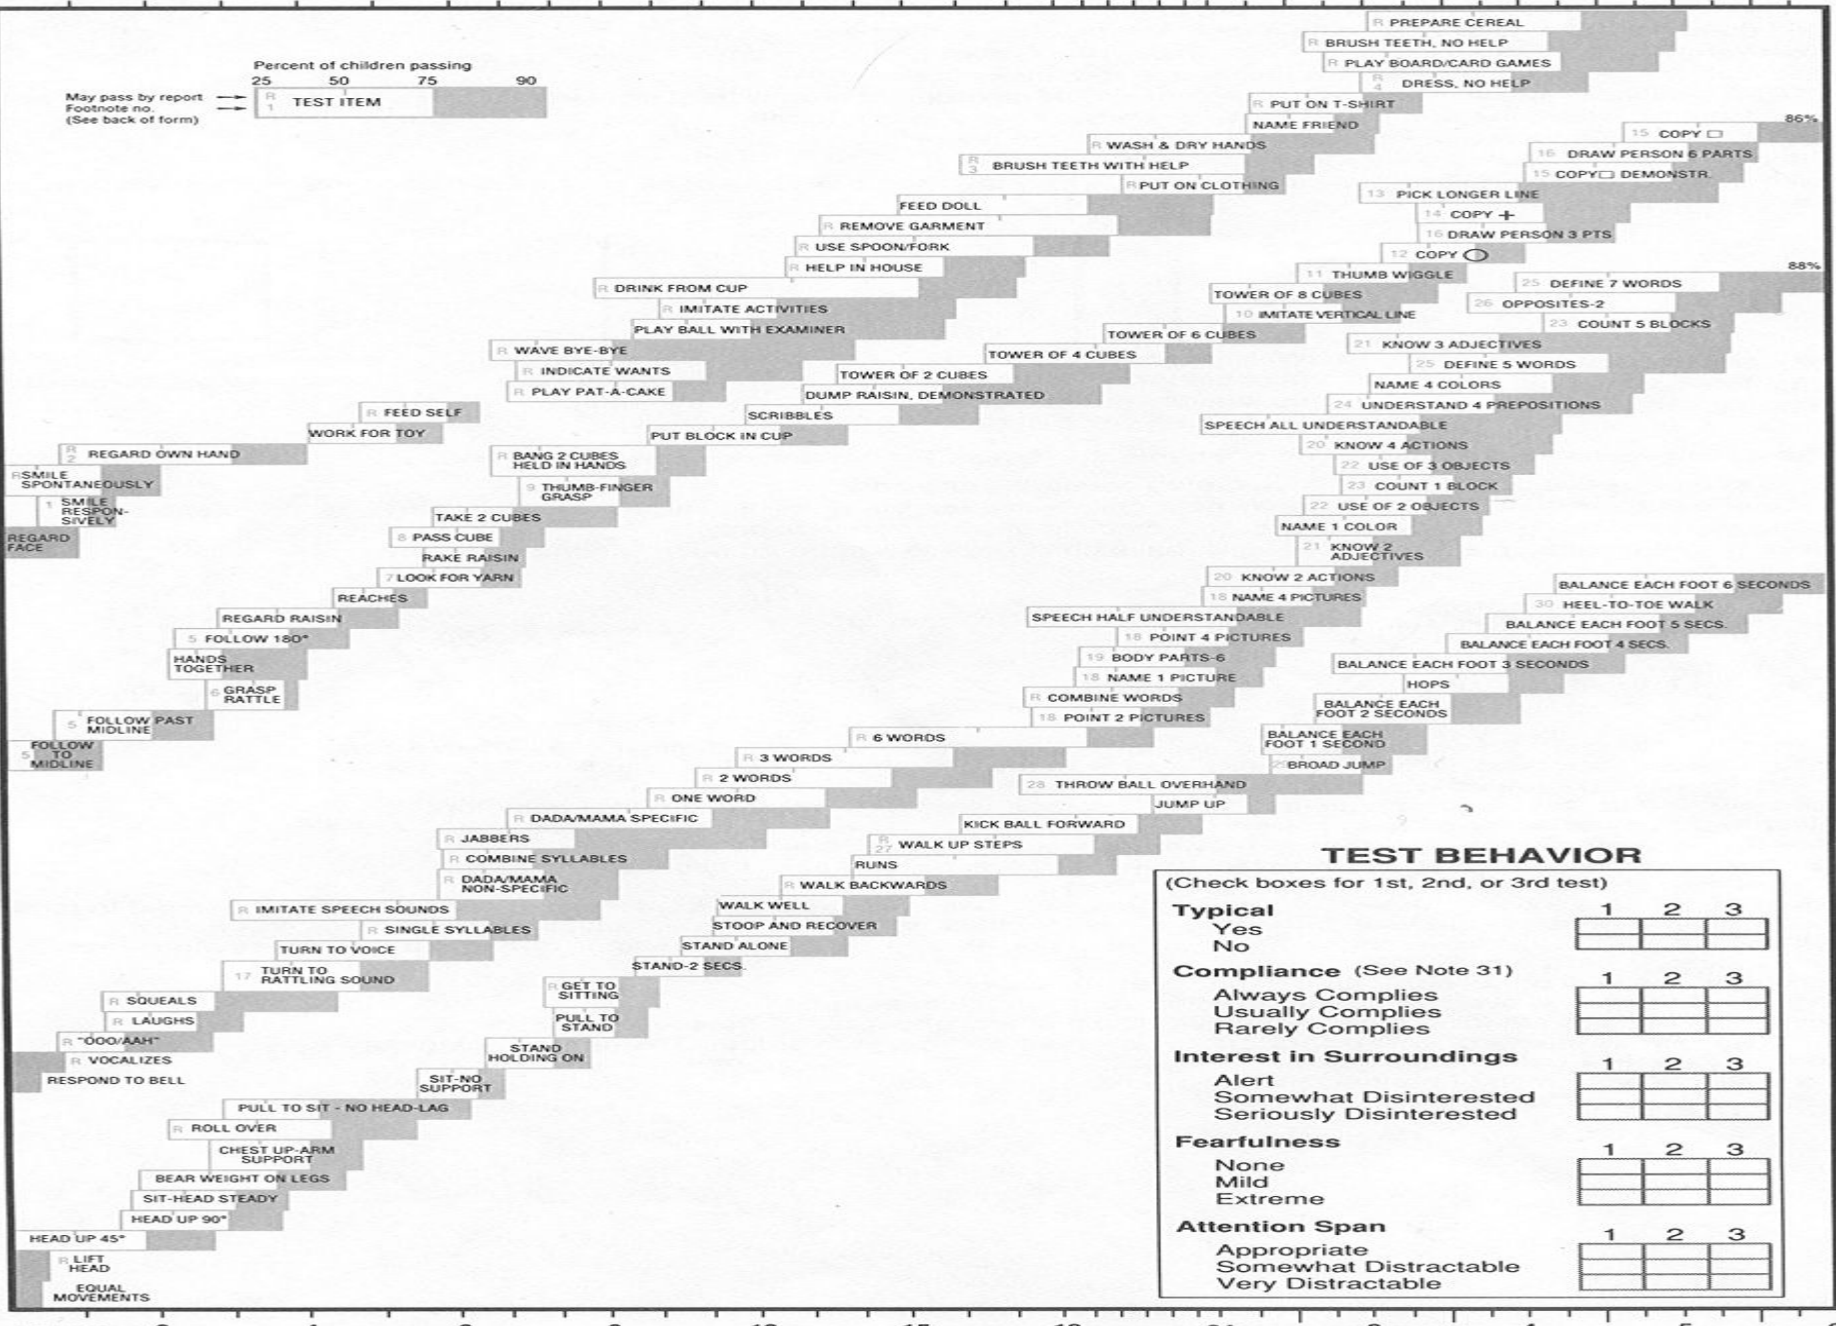 R PREPARE CEREAL
R BRUSH TEETH, NO HELP
Percent of children passing
R PLAY BOARD/CARD GAMES
25 50 75 90
R 4 DRESS, NO HELP
May pass by report
R
TEST ITEM
Footnote no.
1
(See back of form)
R PUT ON T-SHIRT
NAME FRIEND
86%
15 COPY □
R WASH & DRY HANDS
16 DRAW PERSON 6 PARTS
R 3 BRUSH TEETH WITH HELP
15 COPY □ DEMONSTR.
R PUT ON CLOTHING
13 PICK LONGER LINE
FEED DOLL
14 COPY +
R REMOVE GARMENT
16 DRAW PERSON 3 PTS
R USE SPOON/FORK
12 COPY ○
R HELP IN HOUSE
11 THUMB WIGGLE
88%
R DRINK FROM CUP
TOWER OF 8 CUBES
25 DEFINE 7 WORDS
R IMITATE ACTIVITIES
10 IMITATE VERTICAL LINE
26 OPPOSITES-2
PLAY BALL WITH EXAMINER
TOWER OF 6 CUBES
23 COUNT 5 BLOCKS
R WAVE BYE-BYE
TOWER OF 4 CUBES
21 KNOW 3 ADJECTIVES
R INDICATE WANTS
TOWER OF 2 CUBES
25 DEFINE 5 WORDS
R PLAY PAT-A-CAKE
DUMP RAISIN, DEMONSTRATED
NAME 4 COLORS
R FEED SELF
SCRIBBLES
24 UNDERSTAND 4 PREPOSITIONS
WORK FOR TOY
PUT BLOCK IN CUP
SPEECH ALL UNDERSTANDABLE
R 2 REGARD OWN HAND
R BANG 2 CUBES
HELD IN HANDS
20 KNOW 4 ACTIONS
R SMILE
SPONTANEOUSLY
9 THUMB-FINGER
GRASP
22 USE OF 3 OBJECTS
1 SMILE
RESPON-
SIVELY
TAKE 2 CUBES
23 COUNT 1 BLOCK
REGARD
FACE
8 PASS CUBE
22 USE OF 2 OBJECTS
RAKE RAISIN
NAME 1 COLOR
7 LOOK FOR YARN
21 KNOW 2
ADJECTIVES
REACHES
20 KNOW 2 ACTIONS
BALANCE EACH FOOT 6 SECONDS
REGARD RAISIN
18 NAME 4 PICTURES
30 HEEL-TO-TOE WALK
5 FOLLOW 180°
SPEECH HALF UNDERSTANDABLE
BALANCE EACH FOOT 5 SECS.
HANDS
TOGETHER
18 POINT 4 PICTURES
BALANCE EACH FOOT 4 SECS.
6 GRASP
RATTLE
19 BODY PARTS-6
BALANCE EACH FOOT 3 SECONDS
5 FOLLOW PAST
MIDLINE
18 NAME 1 PICTURE
HOPS
5 FOLLOW
TO
MIDLINE
R COMBINE WORDS
BALANCE EACH
FOOT 2 SECONDS
18 POINT 2 PICTURES
R 6 WORDS
BALANCE EACH
FOOT 1 SECOND
R 3 WORDS
BROAD JUMP
R 2 WORDS
28 THROW BALL OVERHAND
R ONE WORD
JUMP UP
R DADA/MAMA SPECIFIC
KICK BALL FORWARD
R JABBERS
R 27 WALK UP STEPS
R COMBINE SYLLABLES
RUNS
R DADA/MAMA
NON-SPECIFIC
R WALK BACKWARDS
R IMITATE SPEECH SOUNDS
WALK WELL
R SINGLE SYLLABLES
STOOP AND RECOVER
TURN TO VOICE
STAND ALONE
17 TURN TO
RATTLING SOUND
STAND-2 SECS.
R SQUEALS
R GET TO
SITTING
R LAUGHS
PULL TO
STAND
R "OOO/AAH"
STAND
HOLDING ON
R VOCALIZES
RESPOND TO BELL
SIT-NO
SUPPORT
PULL TO SIT - NO HEAD-LAG
R ROLL OVER
CHEST UP-ARM
SUPPORT
BEAR WEIGHT ON LEGS
SIT-HEAD STEADY
HEAD UP 90°
HEAD UP 45°
R LIFT
HEAD
EQUAL
MOVEMENTS
TEST BEHAVIOR
(Check boxes for 1st, 2nd, or 3rd test)
Typical 1 2 3
Yes
No
Compliance (See Note 31) 1 2 3
Always Complies
Usually Complies
Rarely Complies
Interest in Surroundings 1 2 3
Alert
Somewhat Disinterested
Seriously Disinterested
Fearfulness 1 2 3
None
Mild
Extreme
Attention Span 1 2 3
Appropriate
Somewhat Distractable
Very Distractable